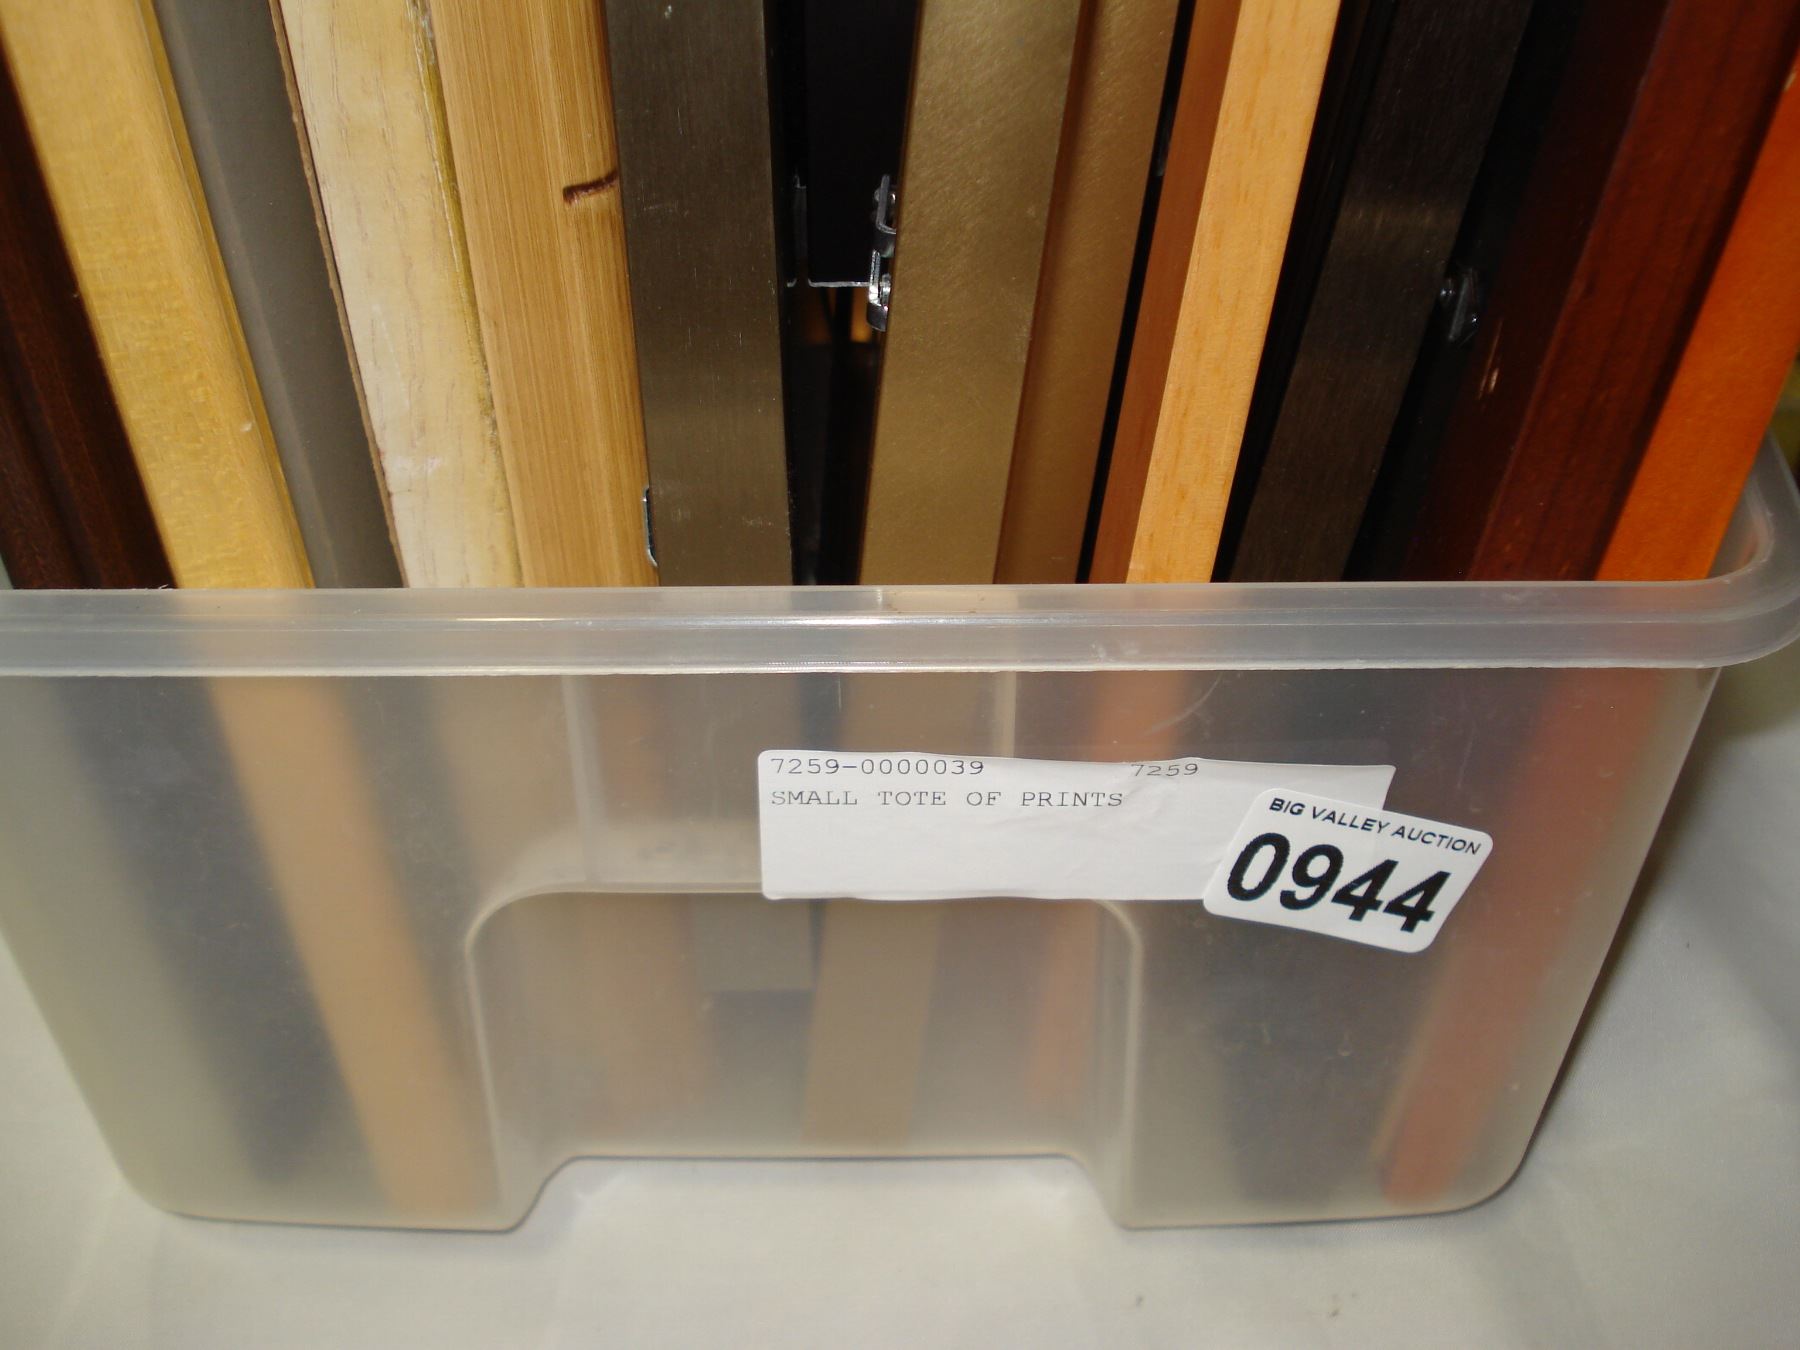 7259-0000039 7259
SMALL TOTE OF PRINTS
BIG VALLEY AUCTION
0944